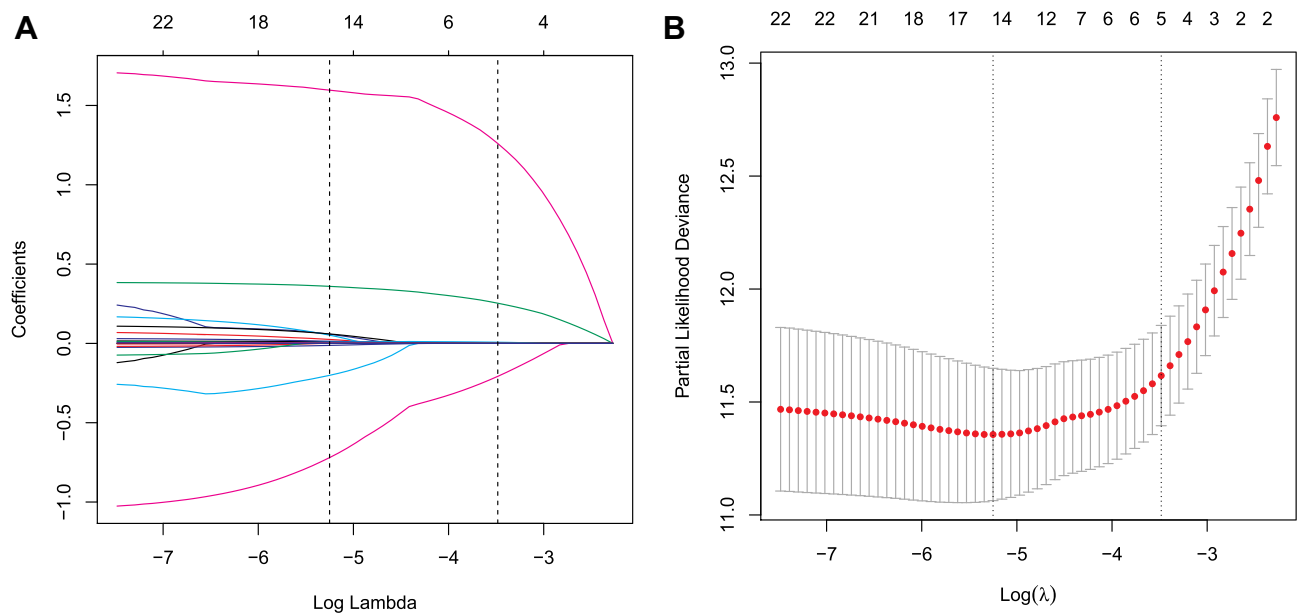 A
22 18 14 6 4
Coefficients
1.5
1.0
0.5
0.0
−0.5
−1.0
−7 −6 −5 −4 −3
Log Lambda
B
22 22 21 18 17 14 12 7 6 6 5 4 3 2 2
Partial Likelihood Deviance
13.0
12.5
12.0
11.5
11.0
−7 −6 −5 −4 −3
Log(λ)